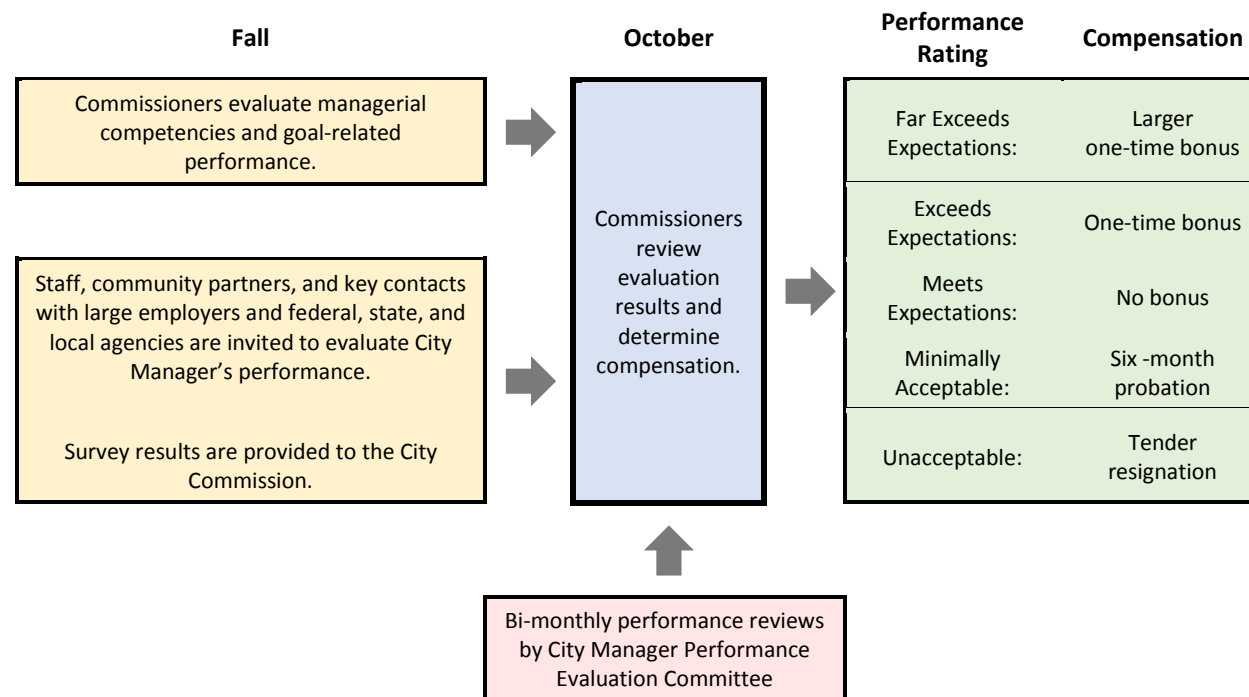 Fall
October
Performance
Rating
Compensation
Commissioners evaluate managerial
competencies and goal-related
performance.
Staff, community partners, and key contacts
with large employers and federal, state, and
local agencies are invited to evaluate City
Manager’s performance.
Survey results are provided to the City
Commission.
Commissioners
review
evaluation
results and
determine
compensation.
Far Exceeds
Expectations:
Larger
one-time bonus
Exceeds
Expectations:
One-time bonus
Meets
Expectations:
No bonus
Minimally
Acceptable:
Six -month
probation
Unacceptable:
Tender
resignation
Bi-monthly performance reviews
by City Manager Performance
Evaluation Committee